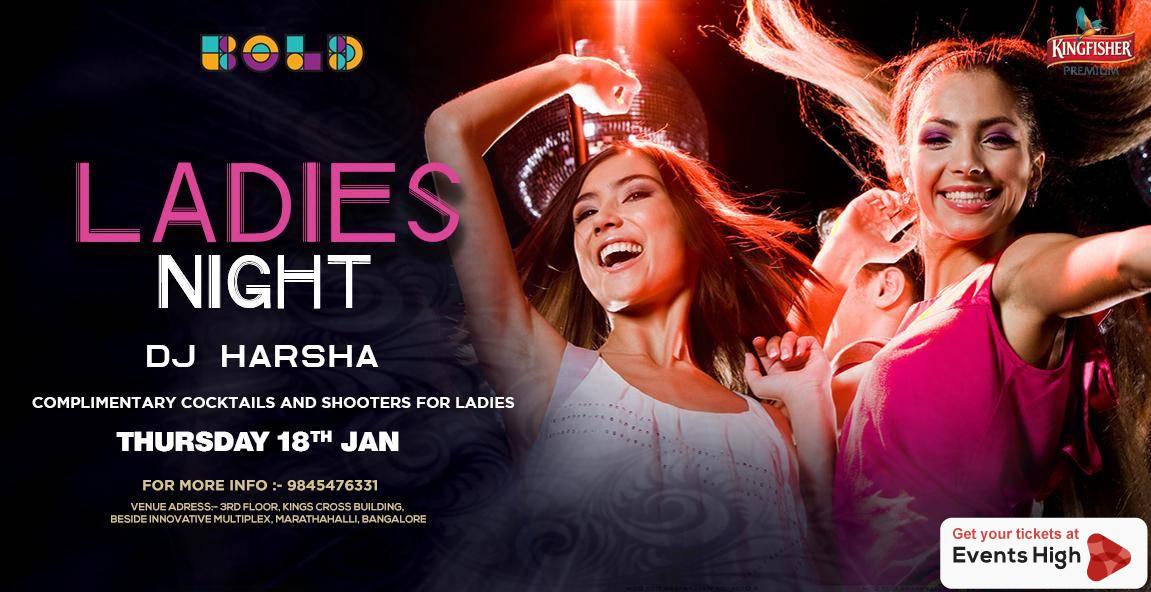 BOLD
KINGFISHER
PREMIUM
LADIES
NIGHT
DJ HARSHA
COMPLIMENTARY COCKTAILS AND SHOOTERS FOR LADIES
THURSDAY 18TH JAN
FOR MORE INFO :- 9845476331
VENUE ADRESS:- 3RD FLOOR, KINGS CROSS BUILDING,
BESIDE INNOVATIVE MULTIPLEX, MARATHAHALLI, BANGALORE
Get your tickets at
Events High